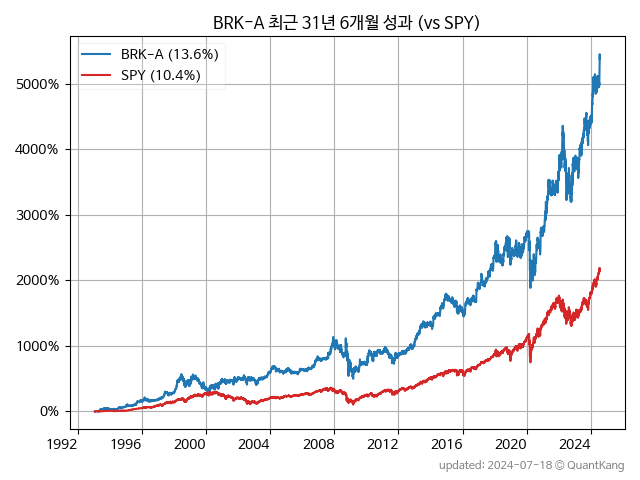 BRK-A 최근 31년 6개월 성과 (vs SPY)
BRK-A (13.6%)
SPY (10.4%)
5000%
4000%
3000%
2000%
1000%
0%
1992 1996 2000 2004 2008 2012 2016 2020 2024
updated: 2024-07-18 © QuantKang